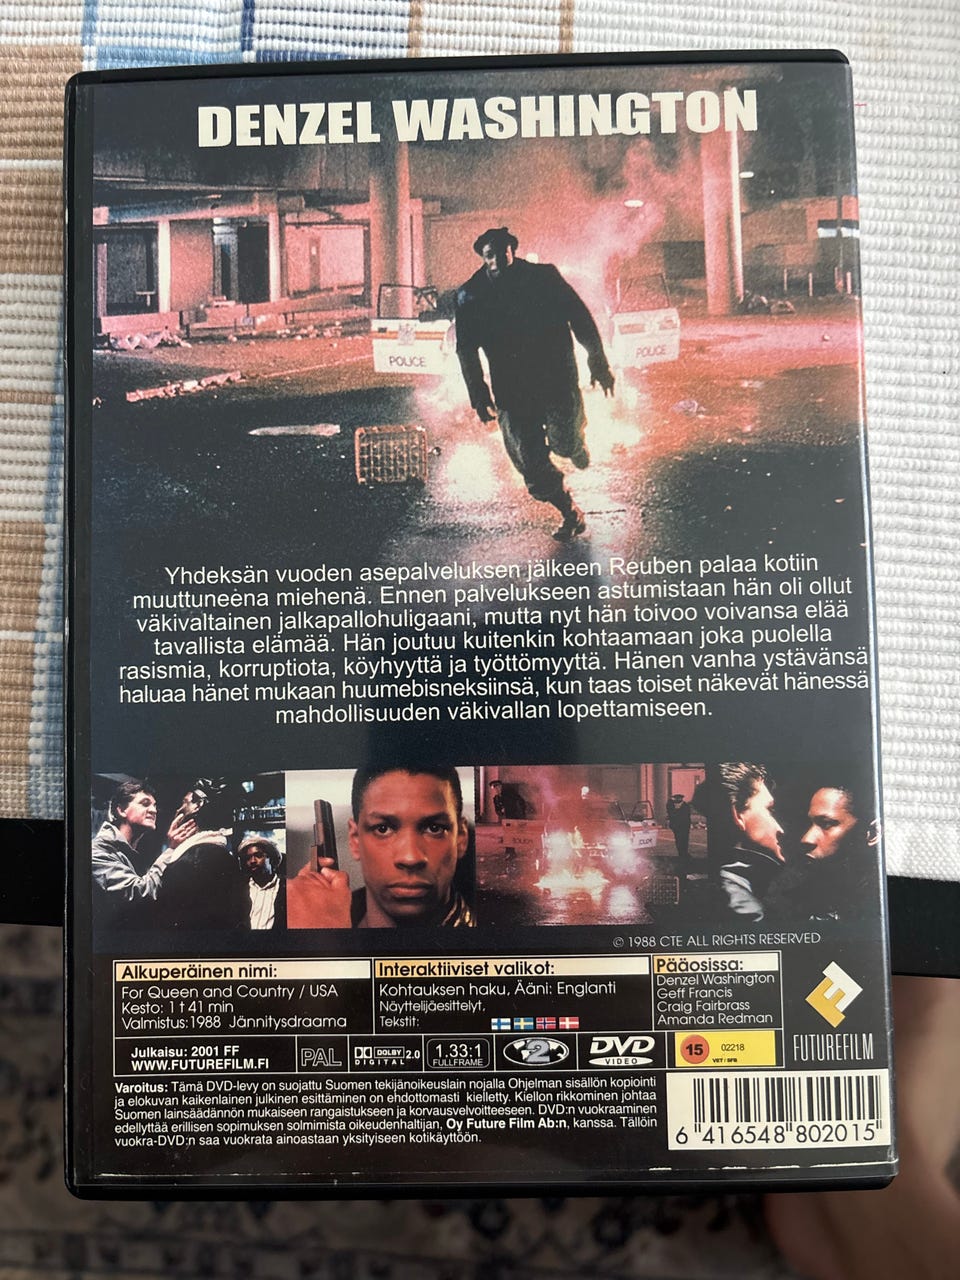 DENZEL WASHINGTON
POLICE
POLICE
Yhdeksän vuoden asepalveluksen jälkeen Reuben palaa kotiin
muuttuneena miehenä. Ennen palvelukseen astumistaan hän oli ollut
väkivaltainen jalkapallohuligaani, mutta nyt hän toivoo voivansa elää
tavallista elämää. Hän joutuu kuitenkin kohtaamaan joka puolella
rasismia, korruptiota, köyhyyttä ja työttömyyttä. Hänen vanha ystävänsä
haluaa hänet mukaan huumebisneksiinsä, kun taas toiset näkevät hänessä
mahdollisuuden väkivallan lopettamiseen.
© 1988 CTE ALL RIGHTS RESERVED
Alkuperäinen nimi:
For Queen and Country / USA
Kesto: 1 t 41 min
Valmistus:1988 Jännitysdraama
Interaktiiviset valikot:
Kohtauksen haku, Ääni: Englanti
Näyttelijäesittelyt,
Tekstit:
Pääosissa:
Denzel Washington
Geff Francis
Craig Fairbrass
Amanda Redman
FUTUREFILM
Julkaisu: 2001 FF
WWW.FUTUREFILM.FI
PAL
DOLBY
DIGITAL 2.0
1.33:1
FULLFRAME
2
DVD
VIDEO
15
02218
VET / SFB
Varoitus: Tämä DVD-levy on suojattu Suomen tekijänoikeuslain nojalla Ohjelman sisällön kopiointi
ja elokuvan kaikenlainen julkinen esittäminen on ehdottomasti kielletty. Kiellon rikkominen johtaa
Suomen lainsäädännön mukaiseen rangaistukseen ja korvausvelvoitteeseen. DVD:n vuokraaminen
edellyttää erillisen sopimuksen solmimista oikeudenhaltijan, Oy Future Film Ab:n, kanssa. Tällöin
vuokra-DVD:n saa vuokrata ainoastaan yksityiseen kotikäyttöön.
6 416548 802015